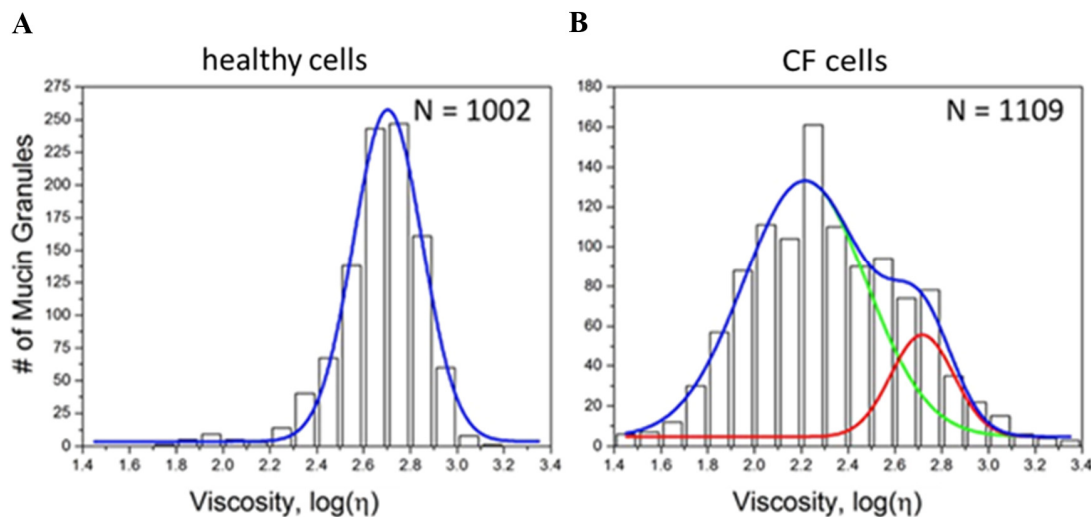 A
healthy cells
N = 1002
# of Mucin Granules
275
250
225
200
175
150
125
100
75
50
25
0
1.4 1.6 1.8 2.0 2.2 2.4 2.6 2.8 3.0 3.2 3.4
Viscosity, log(η)
B
CF cells
N = 1109
180
160
140
120
100
80
60
40
20
0
1.4 1.6 1.8 2.0 2.2 2.4 2.6 2.8 3.0 3.2 3.4
Viscosity, log(η)